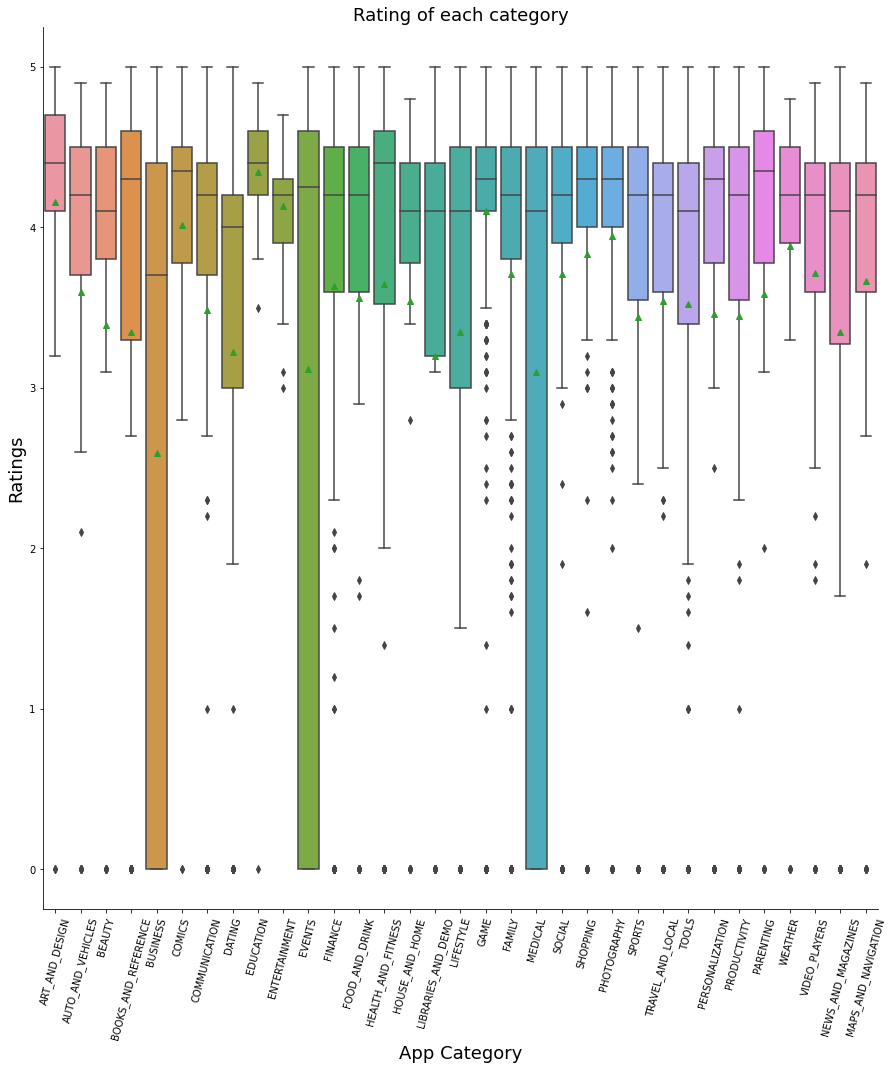 Rating of each category
5
4
3
2
1
0
Ratings
ART_AND_DESIGN
AUTO_AND_VEHICLES
BEAUTY
BOOKS_AND_REFERENCE
BUSINESS
COMICS
COMMUNICATION
DATING
EDUCATION
ENTERTAINMENT
EVENTS
FINANCE
FOOD_AND_DRINK
HEALTH_AND_FITNESS
HOUSE_AND_HOME
LIBRARIES_AND_DEMO
LIFESTYLE
GAME
FAMILY
MEDICAL
SOCIAL
SHOPPING
PHOTOGRAPHY
SPORTS
TRAVEL_AND_LOCAL
TOOLS
PERSONALIZATION
PRODUCTIVITY
PARENTING
WEATHER
VIDEO_PLAYERS
NEWS_AND_MAGAZINES
MAPS_AND_NAVIGATION
App Category